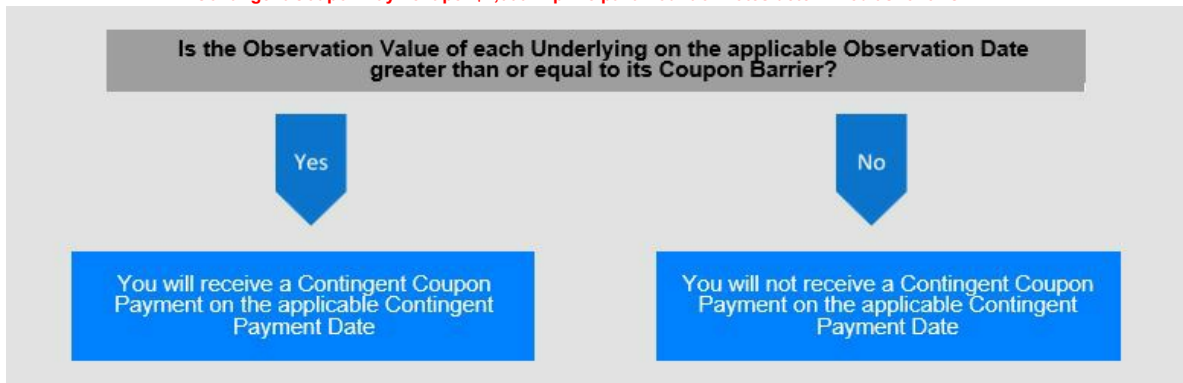 Is the Observation Value of each Underlying on the applicable Observation Date
greater than or equal to its Coupon Barrier?
Yes
No
You will receive a Contingent Coupon
Payment on the applicable Contingent
Payment Date
You will not receive a Contingent Coupon
Payment on the applicable Contingent
Payment Date